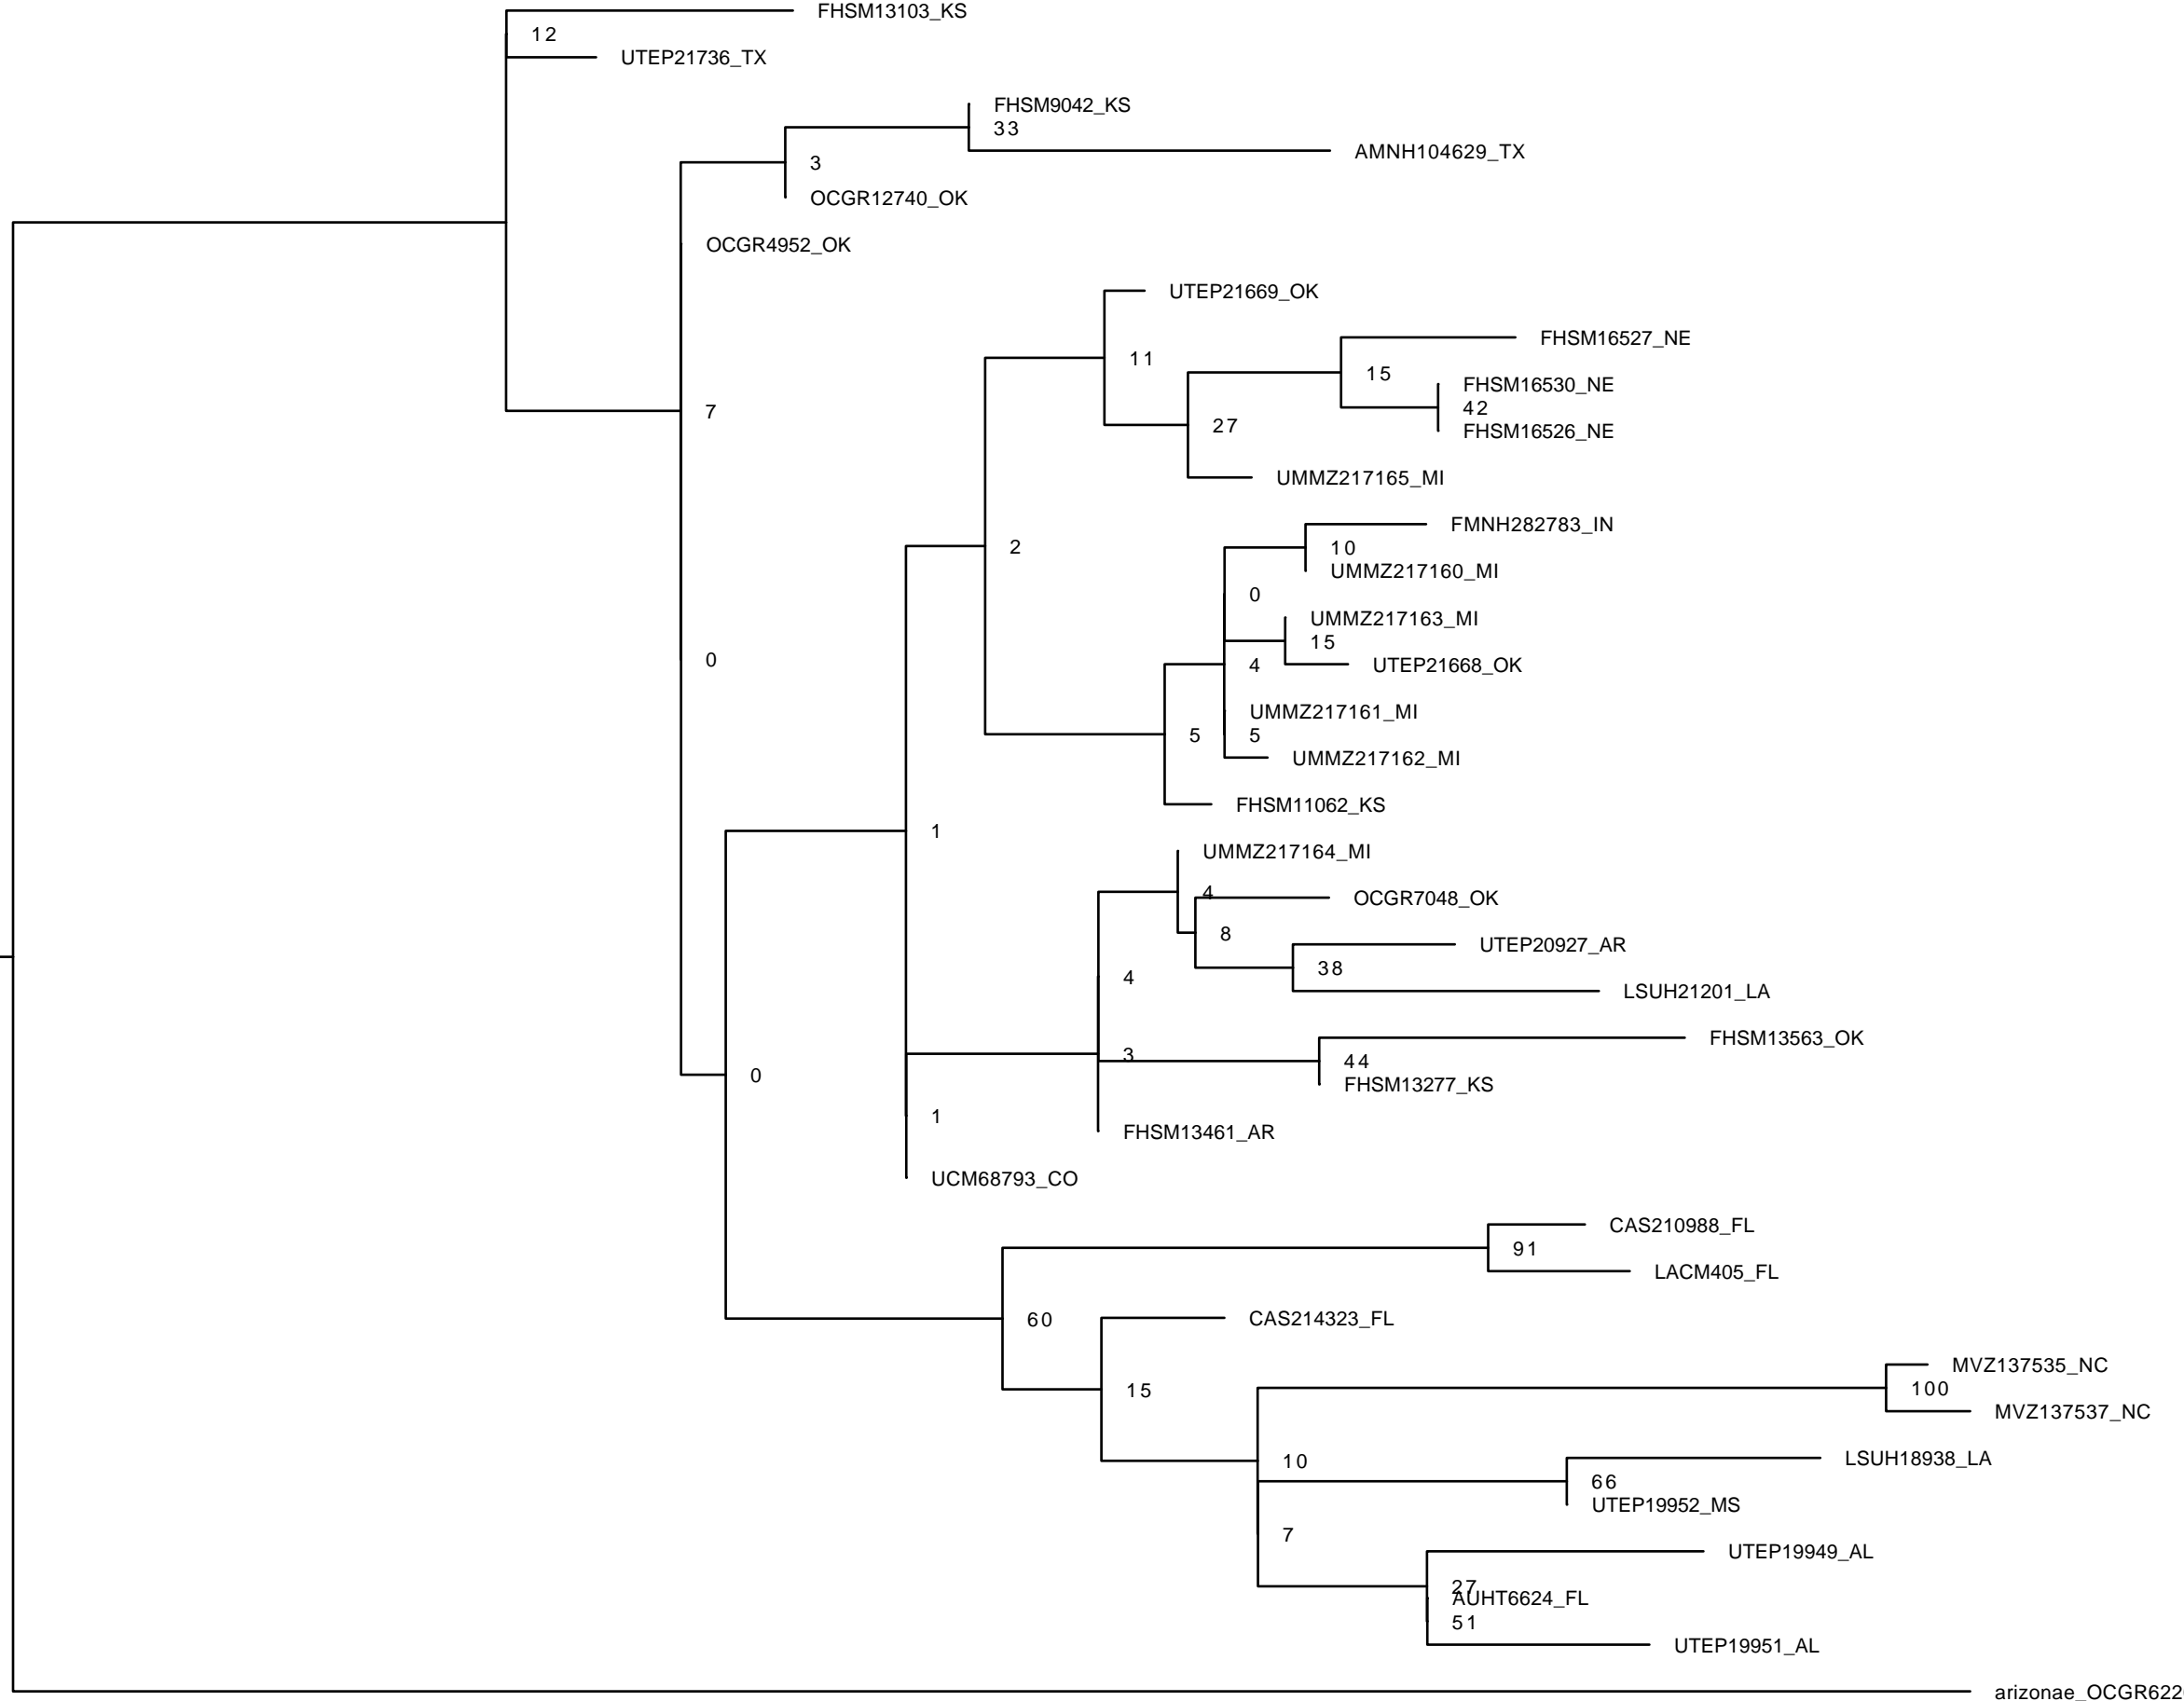 FHSM13103_KS
12
UTEP21736_TX
FHSM9042_KS
33
AMNH104629_TX
3
OCGR12740_OK
OCGR4952_OK
UTEP21669_OK
FHSM16527_NE
11
15
FHSM16530_NE
42
7
27
FHSM16526_NE
UMMZ217165_MI
FMNH282783_IN
2
10
UMMZ217160_MI
0
UMMZ217163_MI
15
0
4
UTEP21668_OK
UMMZ217161_MI
5
5
UMMZ217162_MI
FHSM11062_KS
1
UMMZ217164_MI
4
OCGR7048_OK
8
UTEP20927_AR
38
4
LSUH21201_LA
FHSM13563_OK
3
44
0
FHSM13277_KS
1
FHSM13461_AR
UCM68793_CO
CAS210988_FL
91
LACM405_FL
60
CAS214323_FL
MVZ137535_NC
15
100
MVZ137537_NC
10
LSUH18938_LA
66
UTEP19952_MS
7
UTEP19949_AL
27
AUHT6624_FL
51
UTEP19951_AL
arizonae_OCGR622